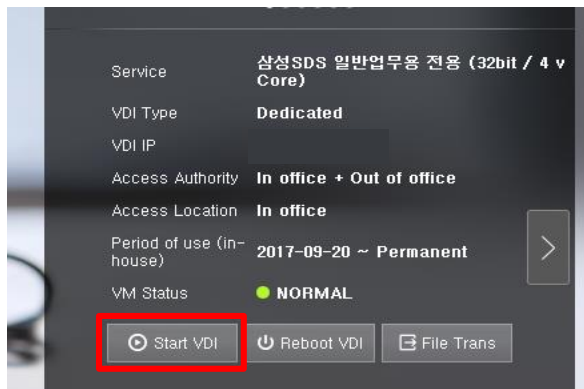 Service
삼성SDS 일반업무용 전용 (32bit / 4 v
Core)
VDI Type Dedicated
VDI IP
Access Authority In office + Out of office
Access Location In office
Period of use (in-
house)
2017-09-20 ~ Permanent
VM Status NORMAL
Start VDI Reboot VDI File Trans